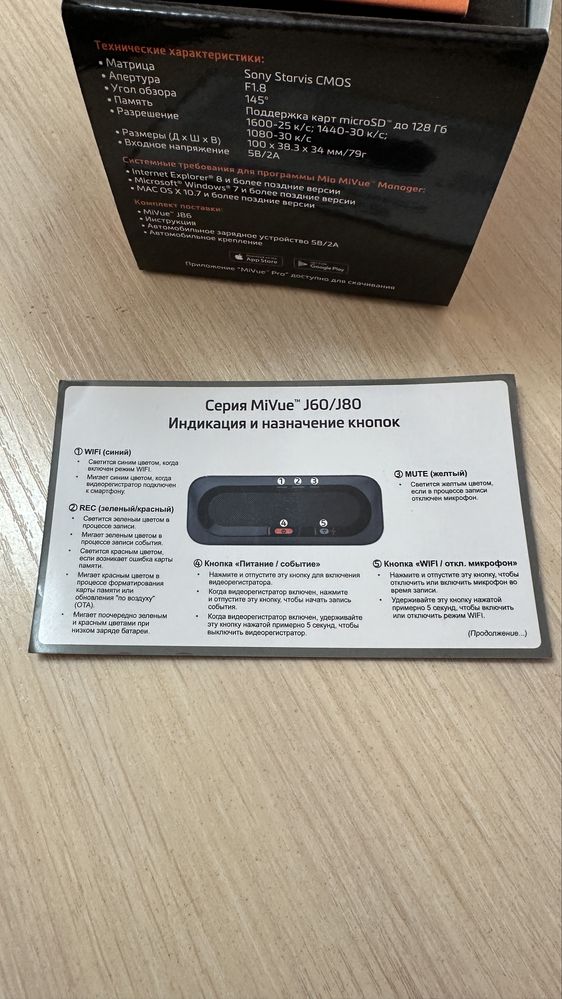 Технические характеристики:
• Матрица Sony Starvis CMOS
• Апертура F1.8
• Угол обзора 145°
• Память Поддержка карт microSD™ до 128 Гб
• Разрешение 1600-25 к/с; 1440-30 к/с;
1080-30 к/с
• Размеры (Д x Ш x В) 100 x 38.3 x 34 мм/79г
• Входное напряжение 5В/2А
Системные требования для программы Mio MiVue™ Manager:
• Internet Explorer® 8 и более поздние версии
• Microsoft® Windows® 7 и более поздние версии
• MAC OS X 10.7 и более поздние версии
Комплект поставки:
• MiVue™ J86
• Инструкция
• Автомобильное зарядное устройство 5В/2А
• Автомобильное крепление
App Store
Google Play
Приложение "MiVue™ Pro" доступно для скачивания
Серия MiVue™ J60/J80
Индикация и назначение кнопок
① WIFI (синий)
• Светится синим цветом, когда
включен режим WIFI.
• Мигает синим цветом, когда
видеорегистратор подключен
к смартфону.
② REC (зеленый/красный)
• Светится зеленым цветом в
процессе записи.
• Мигает зеленым цветом в
процессе записи события.
• Светится красным цветом,
если возникает ошибка карты
памяти.
• Мигает красным цветом в
процессе форматирования
карты памяти или
обновления "по воздуху"
(OTA).
• Мигает поочередно зеленым
и красным цветами при
низком заряде батареи.
1 2 3
4 5
③ MUTE (желтый)
• Светится желтым цветом,
если в процессе записи
отключен микрофон.
④ Кнопка «Питание / событие»
• Нажмите и отпустите эту кнопку для включения
видеорегистратора.
• Когда видеорегистратор включен, нажмите
и отпустите эту кнопку, чтобы начать запись
события.
• Когда видеорегистратор включен, удерживайте
эту кнопку нажатой примерно 5 секунд, чтобы
выключить видеорегистратор.
⑤ Кнопка «WIFI / откл. микрофон»
• Нажмите и отпустите эту кнопку, чтобы
отключить или включить микрофон во
время записи.
• Удерживайте эту кнопку нажатой
примерно 5 секунд, чтобы включить
или отключить режим WIFI.
(Продолжение...)